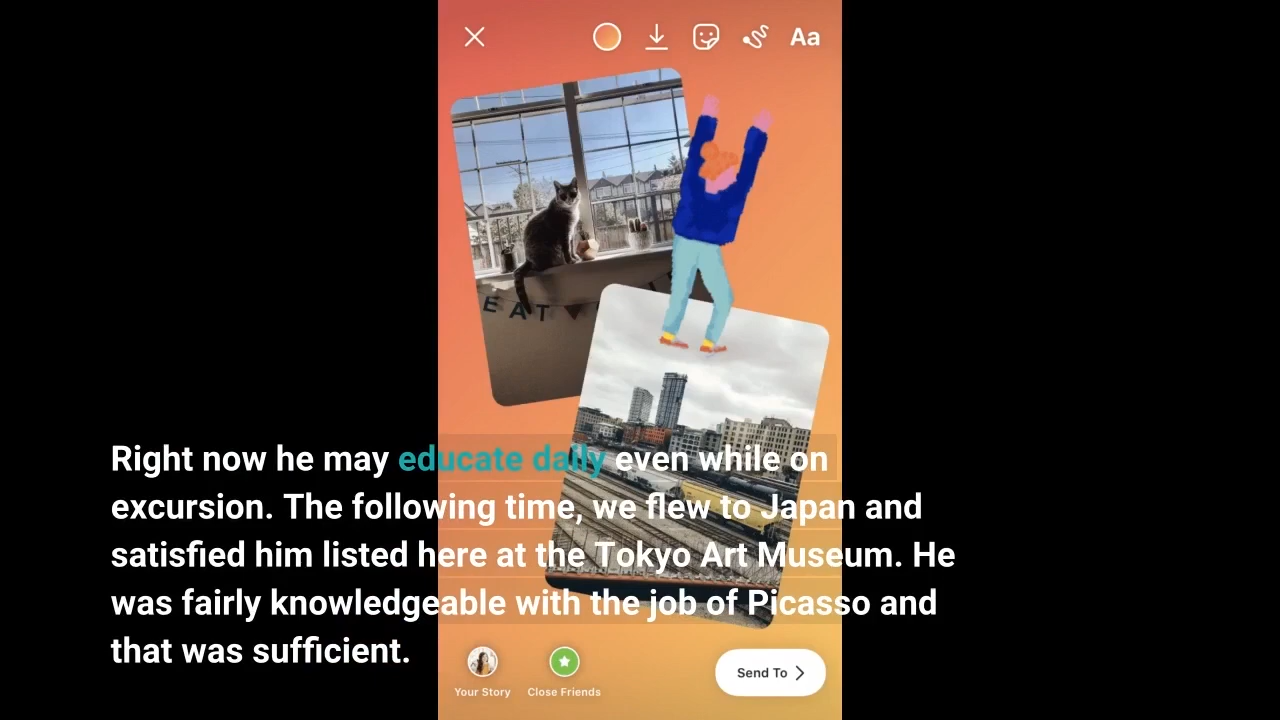 Aa
EAT
Right now he may educate daily even while on
excursion. The following time, we flew to Japan and
satisfied him listed here at the Tokyo Art Museum. He
was fairly knowledgeable with the job of Picasso and
that was sufficient.
Your Story
Close Friends
Send To